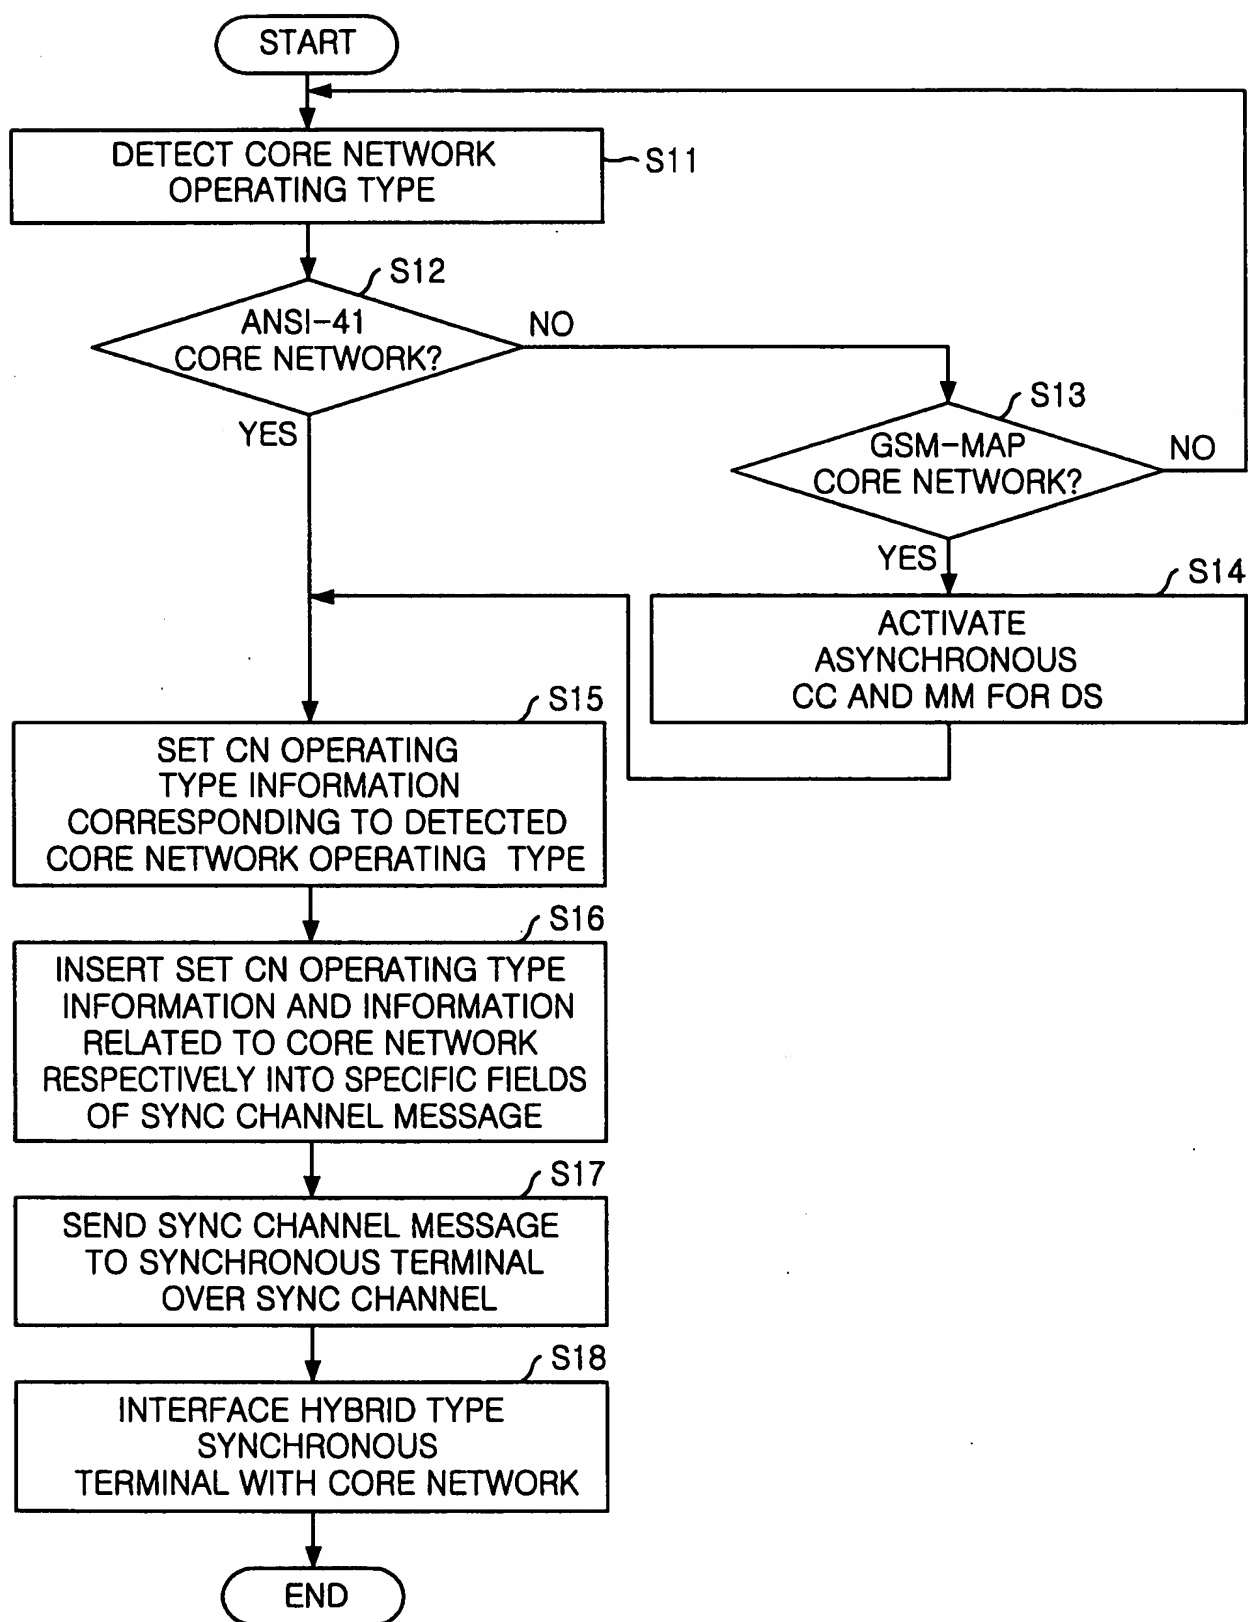 START
DETECT CORE NETWORK
OPERATING TYPE
S11
S12
ANSI-41
CORE NETWORK?
NO
YES
S13
GSM-MAP
CORE NETWORK?
NO
YES
S14
ACTIVATE
ASYNCHRONOUS
CC AND MM FOR DS
S15
SET CN OPERATING
TYPE INFORMATION
CORRESPONDING TO DETECTED
CORE NETWORK OPERATING TYPE
S16
INSERT SET CN OPERATING TYPE
INFORMATION AND INFORMATION
RELATED TO CORE NETWORK
RESPECTIVELY INTO SPECIFIC FIELDS
OF SYNC CHANNEL MESSAGE
S17
SEND SYNC CHANNEL MESSAGE
TO SYNCHRONOUS TERMINAL
OVER SYNC CHANNEL
S18
INTERFACE HYBRID TYPE
SYNCHRONOUS
TERMINAL WITH CORE NETWORK
END